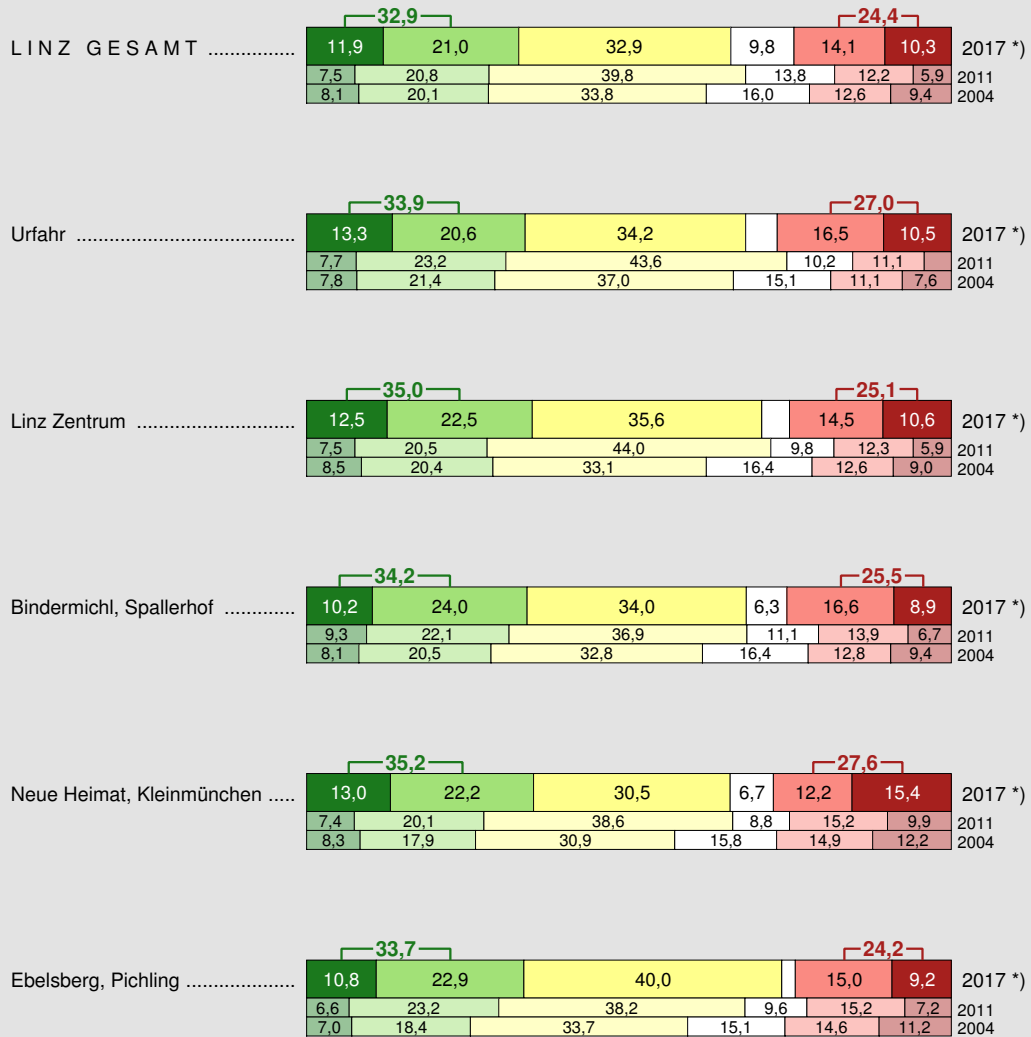 32,9 24,4
L I N Z G E S A M T ............... 11,9 21,0 32,9 9,8 14,1 10,3 2017 *)
7,5 20,8 39,8 13,8 12,2 5,9 2011
8,1 20,1 33,8 16,0 12,6 9,4 2004
33,9 27,0
Urfahr ..................................... 13,3 20,6 34,2 16,5 10,5 2017 *)
7,7 23,2 43,6 10,2 11,1 2011
7,8 21,4 37,0 15,1 11,1 7,6 2004
35,0 25,1
Linz Zentrum ........................... 12,5 22,5 35,6 14,5 10,6 2017 *)
7,5 20,5 44,0 9,8 12,3 5,9 2011
8,5 20,4 33,1 16,4 12,6 9,0 2004
34,2 25,5
Bindermichl, Spallerhof ............ 10,2 24,0 34,0 6,3 16,6 8,9 2017 *)
9,3 22,1 36,9 11,1 13,9 6,7 2011
8,1 20,5 32,8 16,4 12,8 9,4 2004
35,2 27,6
Neue Heimat, Kleinmünchen ..... 13,0 22,2 30,5 6,7 12,2 15,4 2017 *)
7,4 20,1 38,6 8,8 15,2 9,9 2011
8,3 17,9 30,9 15,8 14,9 12,2 2004
33,7 24,2
Ebelsberg, Pichling .................. 10,8 22,9 40,0 15,0 9,2 2017 *)
6,6 23,2 38,2 9,6 15,2 7,2 2011
7,0 18,4 33,7 15,1 14,6 11,2 2004